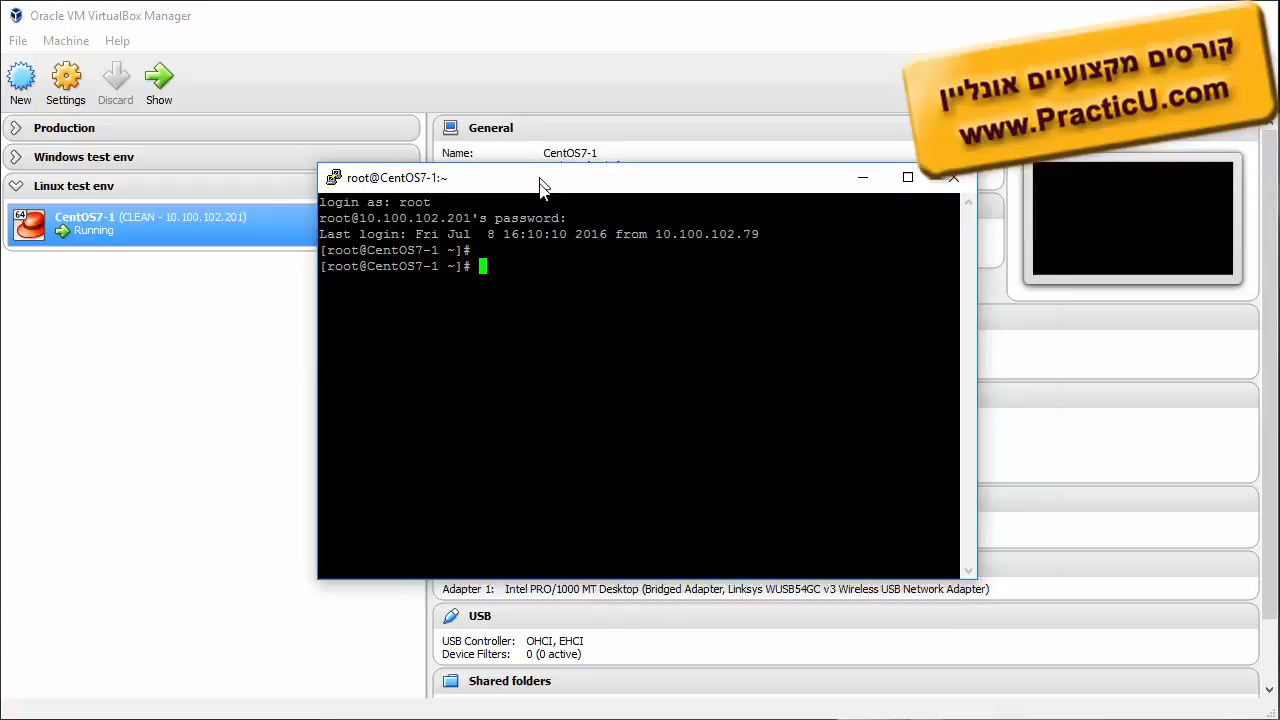 Oracle VM VirtualBox Manager
File Machine Help
New Settings Discard Show
קורסים מקצועיים אונליין
www.PracticU.com
Production
Windows test env
Linux test env
64
CentOS7-1 (CLEAN - 10.100.102.201)
Running
General
Name: CentOS7-1
root@CentOS7-1:~
login as: root
root@10.100.102.201's password:
Last login: Fri Jul  8 16:10:10 2016 from 10.100.102.79
[root@CentOS7-1 ~]#
[root@CentOS7-1 ~]#
Adapter 1: Intel PRO/1000 MT Desktop (Bridged Adapter, Linksys WUSB54GC v3 Wireless USB Network Adapter)
USB
USB Controller: OHCI, EHCI
Device Filters: 0 (0 active)
Shared folders